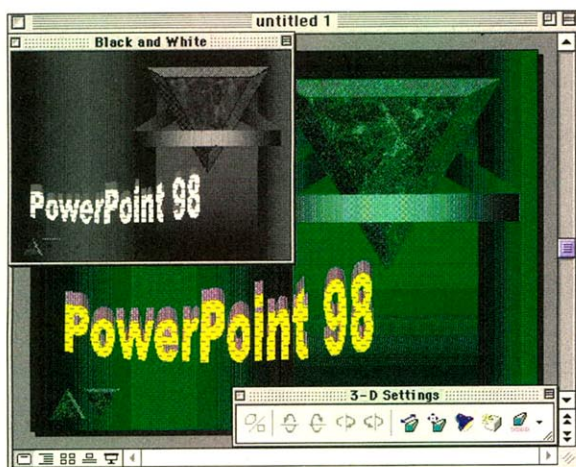 untitled 1
Black and White
PowerPoint 98
PowerPoint 98
3-D Settings